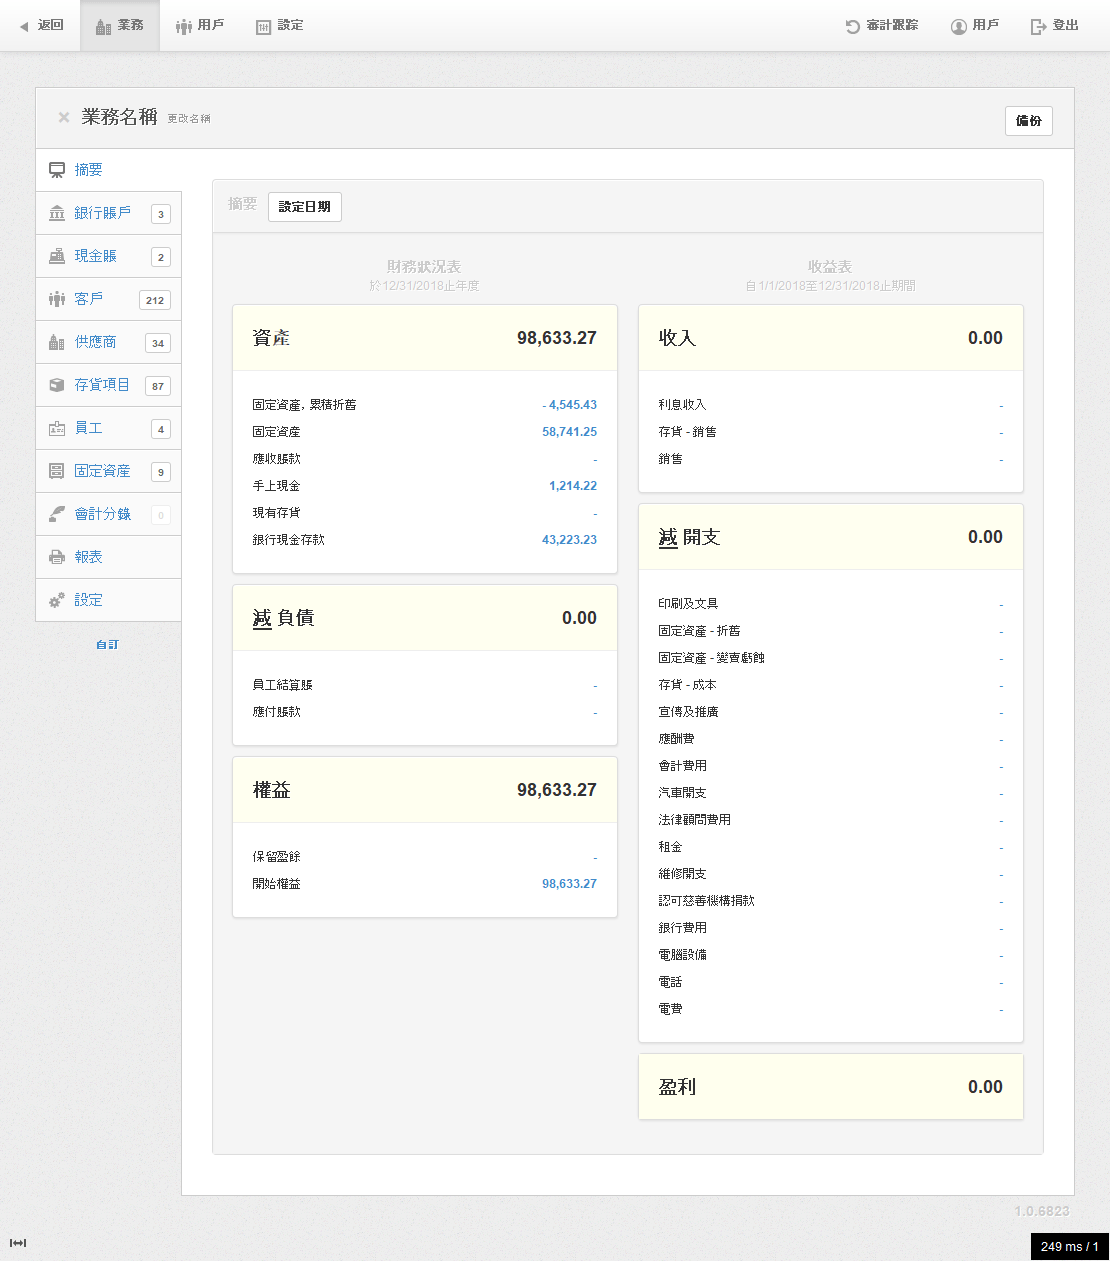 返回 業務 用戶 設定 審計跟踪 用戶 登出
業務名稱 更改名稱 備份
摘要
銀行賬戶 3
現金賬 2
客戶 212
供應商 34
存貨項目 87
員工 4
固定資產 9
會計分錄 0
報表
設定
自訂
摘要 設定日期
財務狀況表
於12/31/2018止年度
資產 98,633.27
固定資產, 累積折舊 - 4,545.43
固定資産 58,741.25
應收賬款 -
手上現金 1,214.22
現有存貨 -
銀行現金存款 43,223.23
減 負債 0.00
員工結算賬 -
應付賬款 -
權益 98,633.27
保留盈餘 -
開始權益 98,633.27
收益表
自1/1/2018至12/31/2018止期間
收入 0.00
利息收入 -
存貨 - 銷售 -
銷售 -
減 開支 0.00
印刷及文具 -
固定資產 - 折舊 -
固定資產 - 變賣虧蝕 -
存貨 - 成本 -
宣傳及推廣 -
應酬費 -
會計費用 -
汽車開支 -
法律顧問費用 -
租金 -
維修開支 -
認可慈善機構捐款 -
銀行費用 -
電腦設備 -
電話 -
電費 -
盈利 0.00
1.0.6823
249 ms / 1